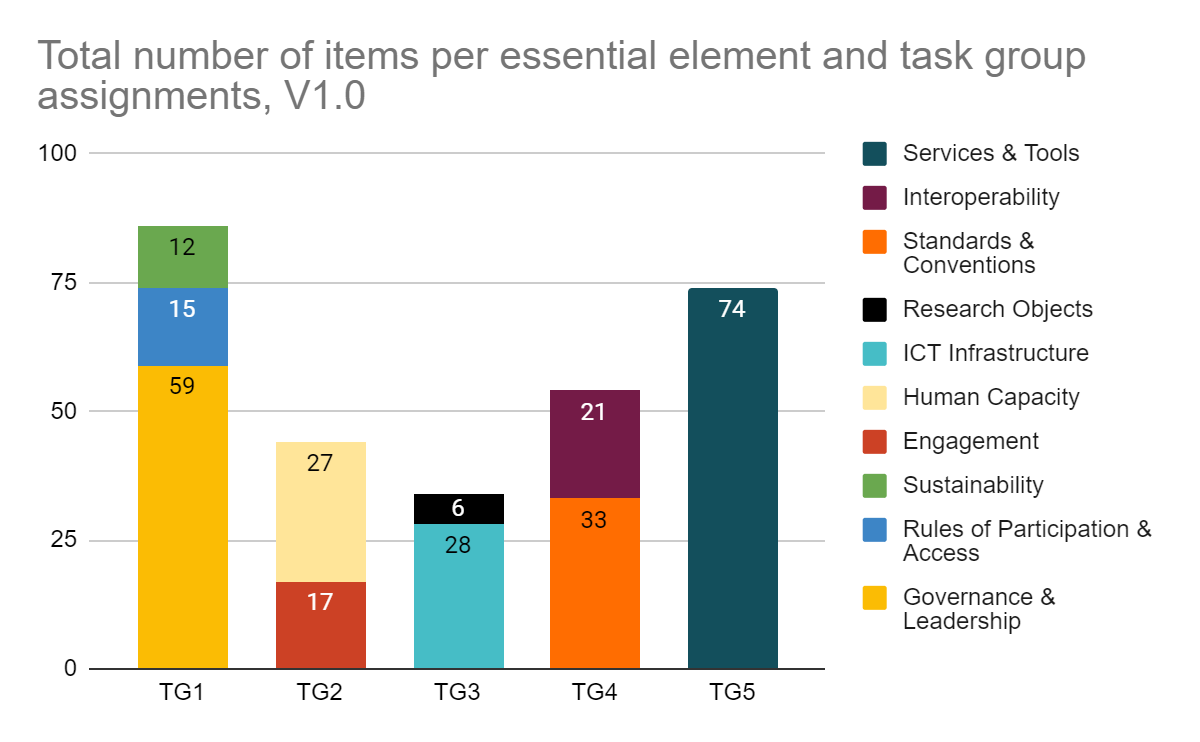 Total number of items per essential element and task group
assignments, V1.0
100
75
50
25
0
12
15
59
27
17
6
28
21
33
74
TG1
TG2
TG3
TG4
TG5
Services & Tools
Interoperability
Standards &
Conventions
Research Objects
ICT Infrastructure
Human Capacity
Engagement
Sustainability
Rules of Participation &
Access
Governance &
Leadership